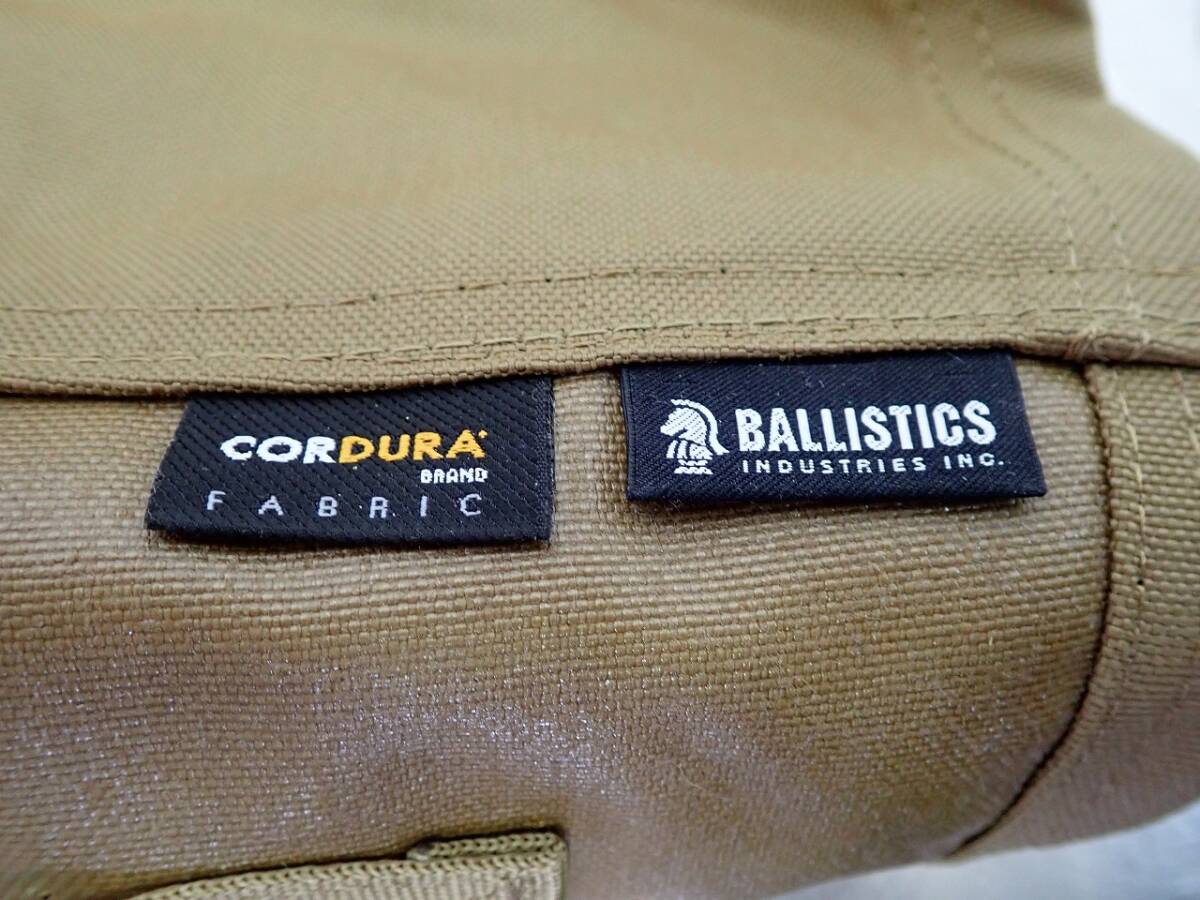 CORDURA
BRAND
FABRIC
BALLISTICS
INDUSTRIES INC.